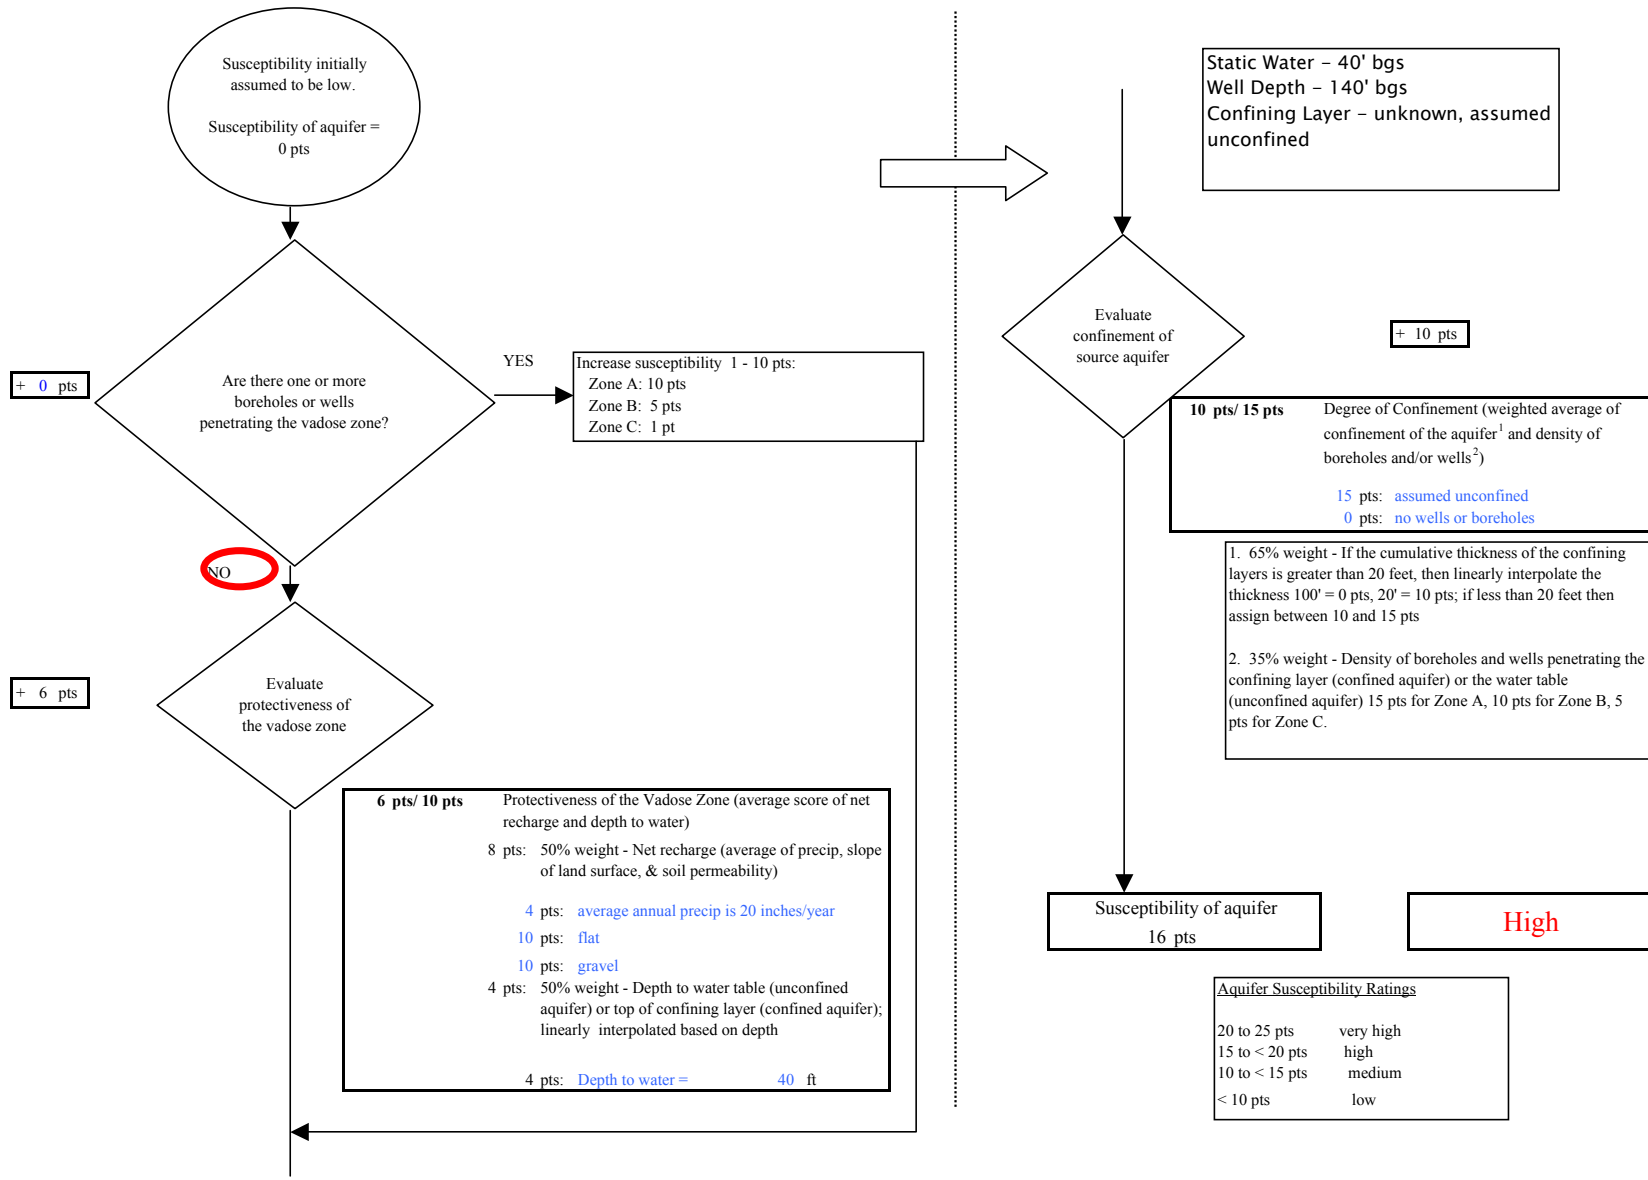 Susceptibility initially
assumed to be low.
Susceptibility of aquifer =
0 pts
Are there one or more
boreholes or wells
penetrating the vadose zone?
+ 0 pts
YES
Increase susceptibility 1 - 10 pts:
Zone A: 10 pts
Zone B: 5 pts
Zone C: 1 pt
NO
Evaluate
protectiveness of
the vadose zone
+ 6 pts
6 pts/ 10 pts Protectiveness of the Vadose Zone (average score of net
recharge and depth to water)
8 pts: 50% weight - Net recharge (average of precip, slope
of land surface, & soil permeability)
4 pts: average annual precip is 20 inches/year
10 pts: flat
10 pts: gravel
4 pts: 50% weight - Depth to water table (unconfined
aquifer) or top of confining layer (confined aquifer);
linearly interpolated based on depth
4 pts: Depth to water = 40 ft
Static Water – 40' bgs
Well Depth – 140' bgs
Confining Layer – unknown, assumed
unconfined
Evaluate
confinement of
source aquifer
+ 10 pts
10 pts/ 15 pts Degree of Confinement (weighted average of
confinement of the aquifer1 and density of
boreholes and/or wells2)
15 pts: assumed unconfined
0 pts: no wells or boreholes
1. 65% weight - If the cumulative thickness of the confining
layers is greater than 20 feet, then linearly interpolate the
thickness 100' = 0 pts, 20' = 10 pts; if less than 20 feet then
assign between 10 and 15 pts
2. 35% weight - Density of boreholes and wells penetrating the
confining layer (confined aquifer) or the water table
(unconfined aquifer) 15 pts for Zone A, 10 pts for Zone B, 5
pts for Zone C.
Susceptibility of aquifer
16 pts
High
Aquifer Susceptibility Ratings
20 to 25 pts very high
15 to < 20 pts high
10 to < 15 pts medium
< 10 pts low